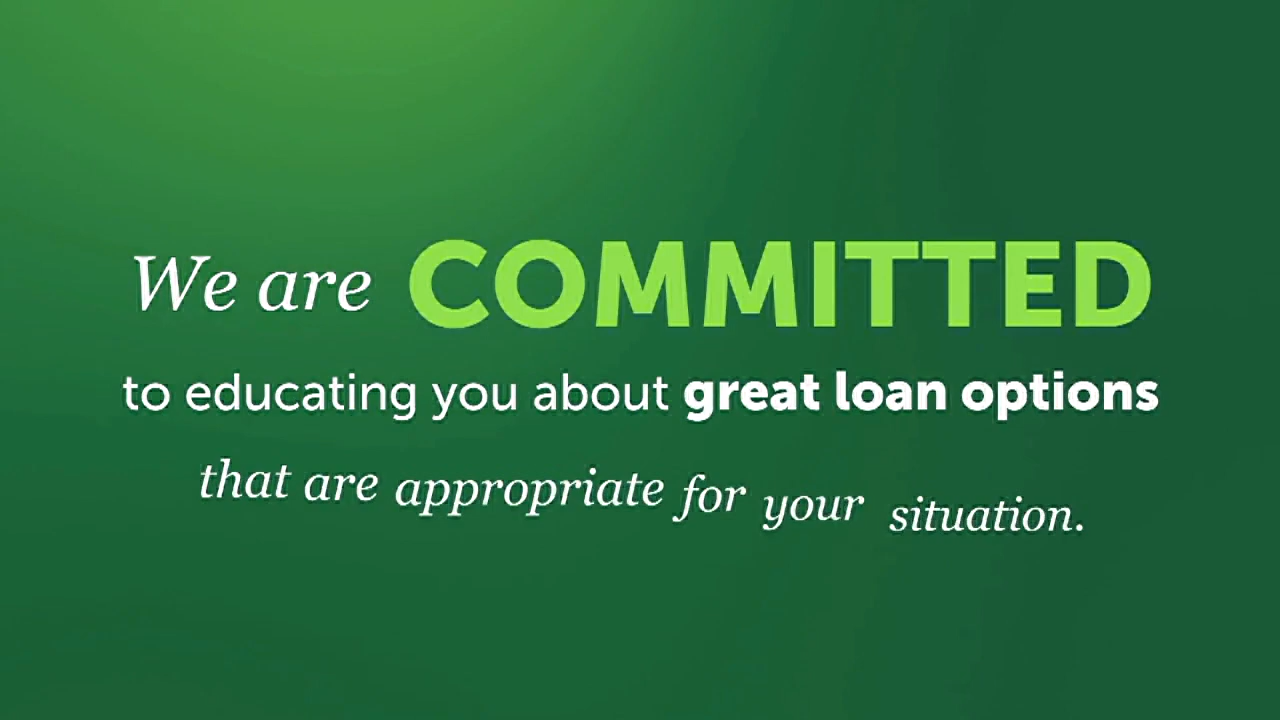 We are COMMITTED
to educating you about great loan options
that are appropriate for your situation.